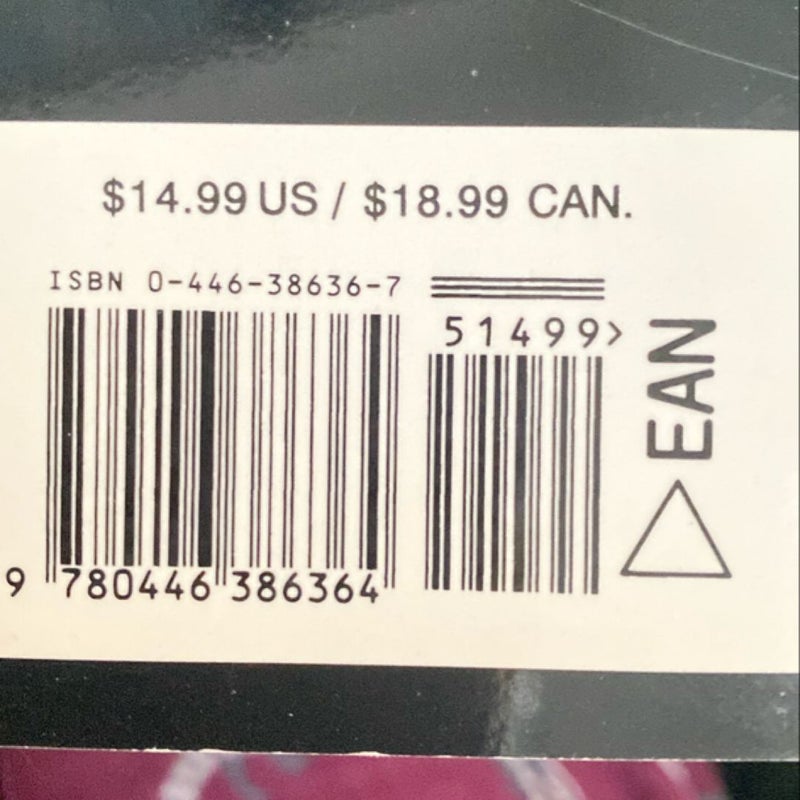 $14.99 US / $18.99 CAN.
ISBN 0-446-38636-7
51499>
EAN
9 780446 386364